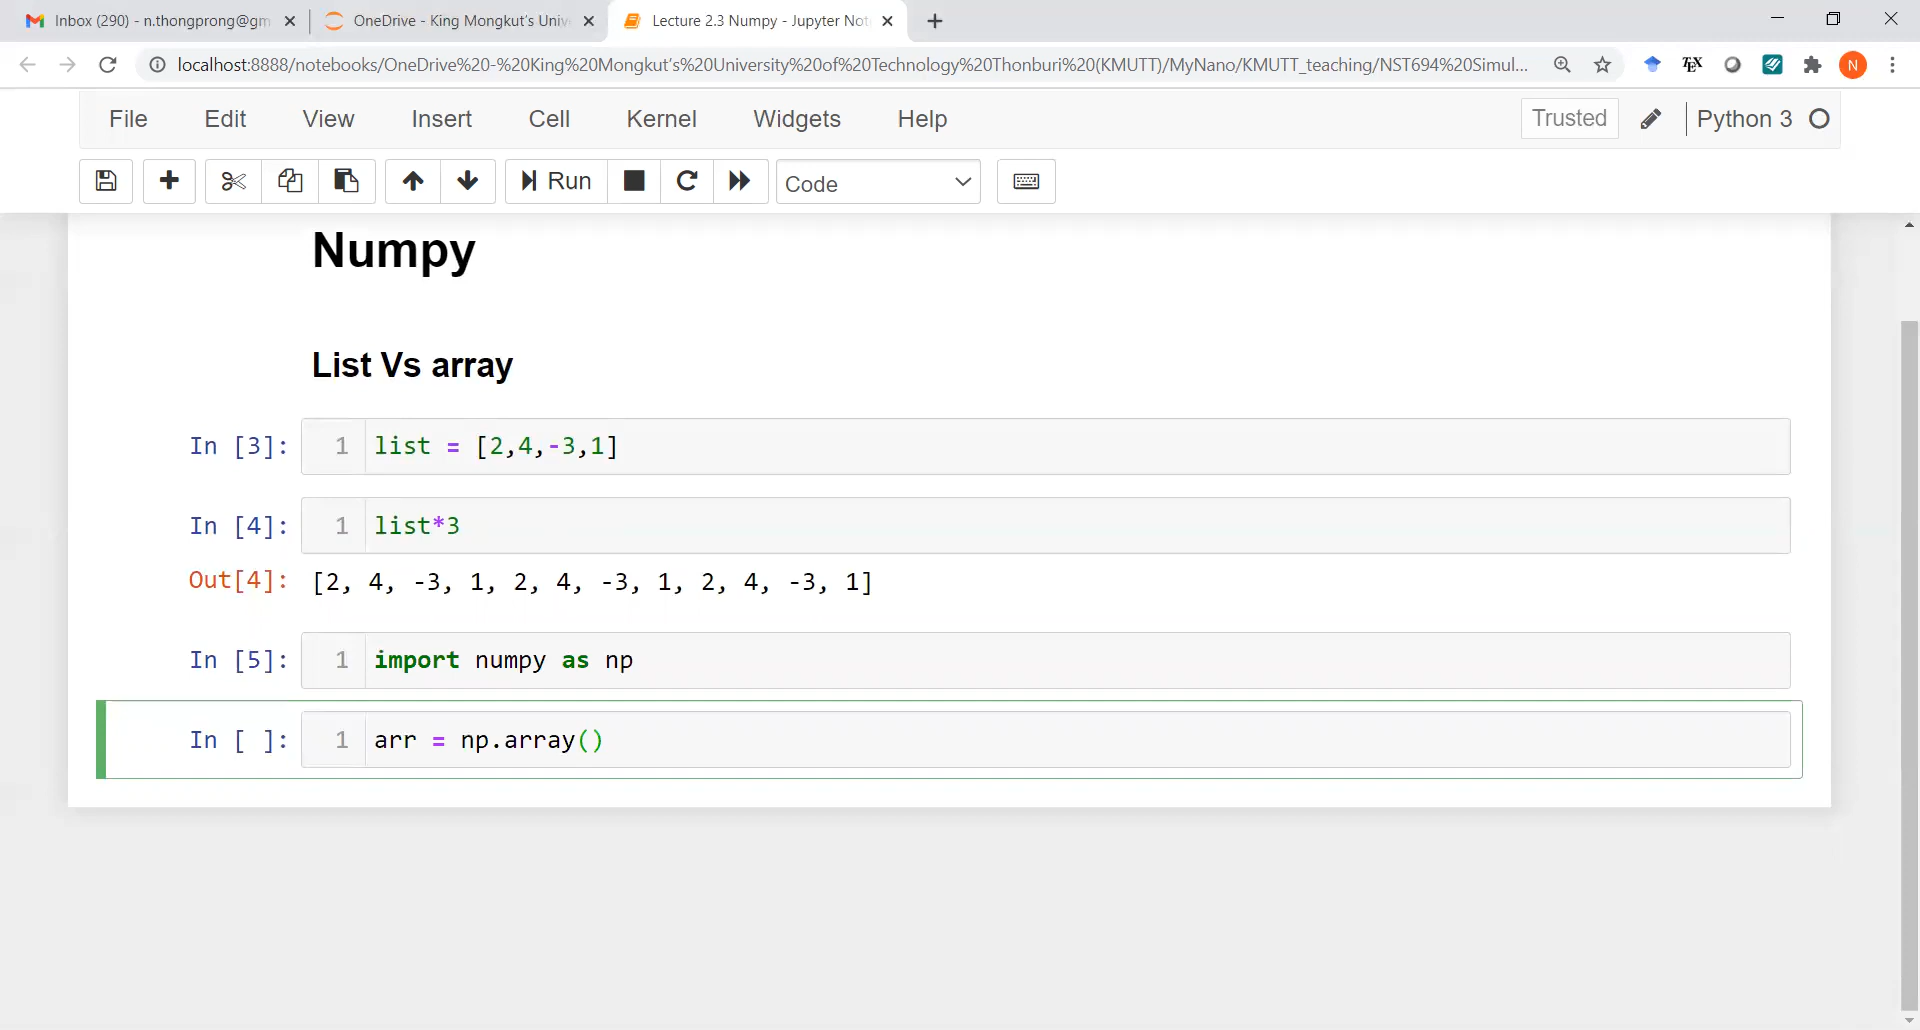 Inbox (290) - n.thongprong@gm
OneDrive - King Mongkut's Univ
Lecture 2.3 Numpy - Jupyter Not
localhost:8888/notebooks/OneDrive%20-%20King%20Mongkut's%20University%20of%20Technology%20Thonburi%20(KMUTT)/MyNano/KMUTT_teaching/NST694%20Simul...
TEX
N
File Edit View Insert Cell Kernel Widgets Help
Trusted
Python 3
Run
Code
Numpy
List Vs array
In [3]: 1 list = [2,4,-3,1]
In [4]: 1 list*3
Out[4]: [2, 4, -3, 1, 2, 4, -3, 1, 2, 4, -3, 1]
In [5]: 1 import numpy as np
In [ ]: 1 arr = np.array()